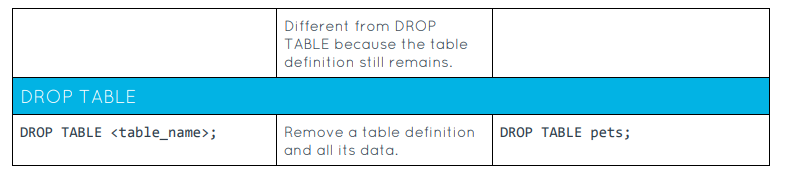 Different from DROP
TABLE because the table
definition still remains.
DROP TABLE
DROP TABLE <table_name>;
Remove a table definition
and all its data.
DROP TABLE pets;